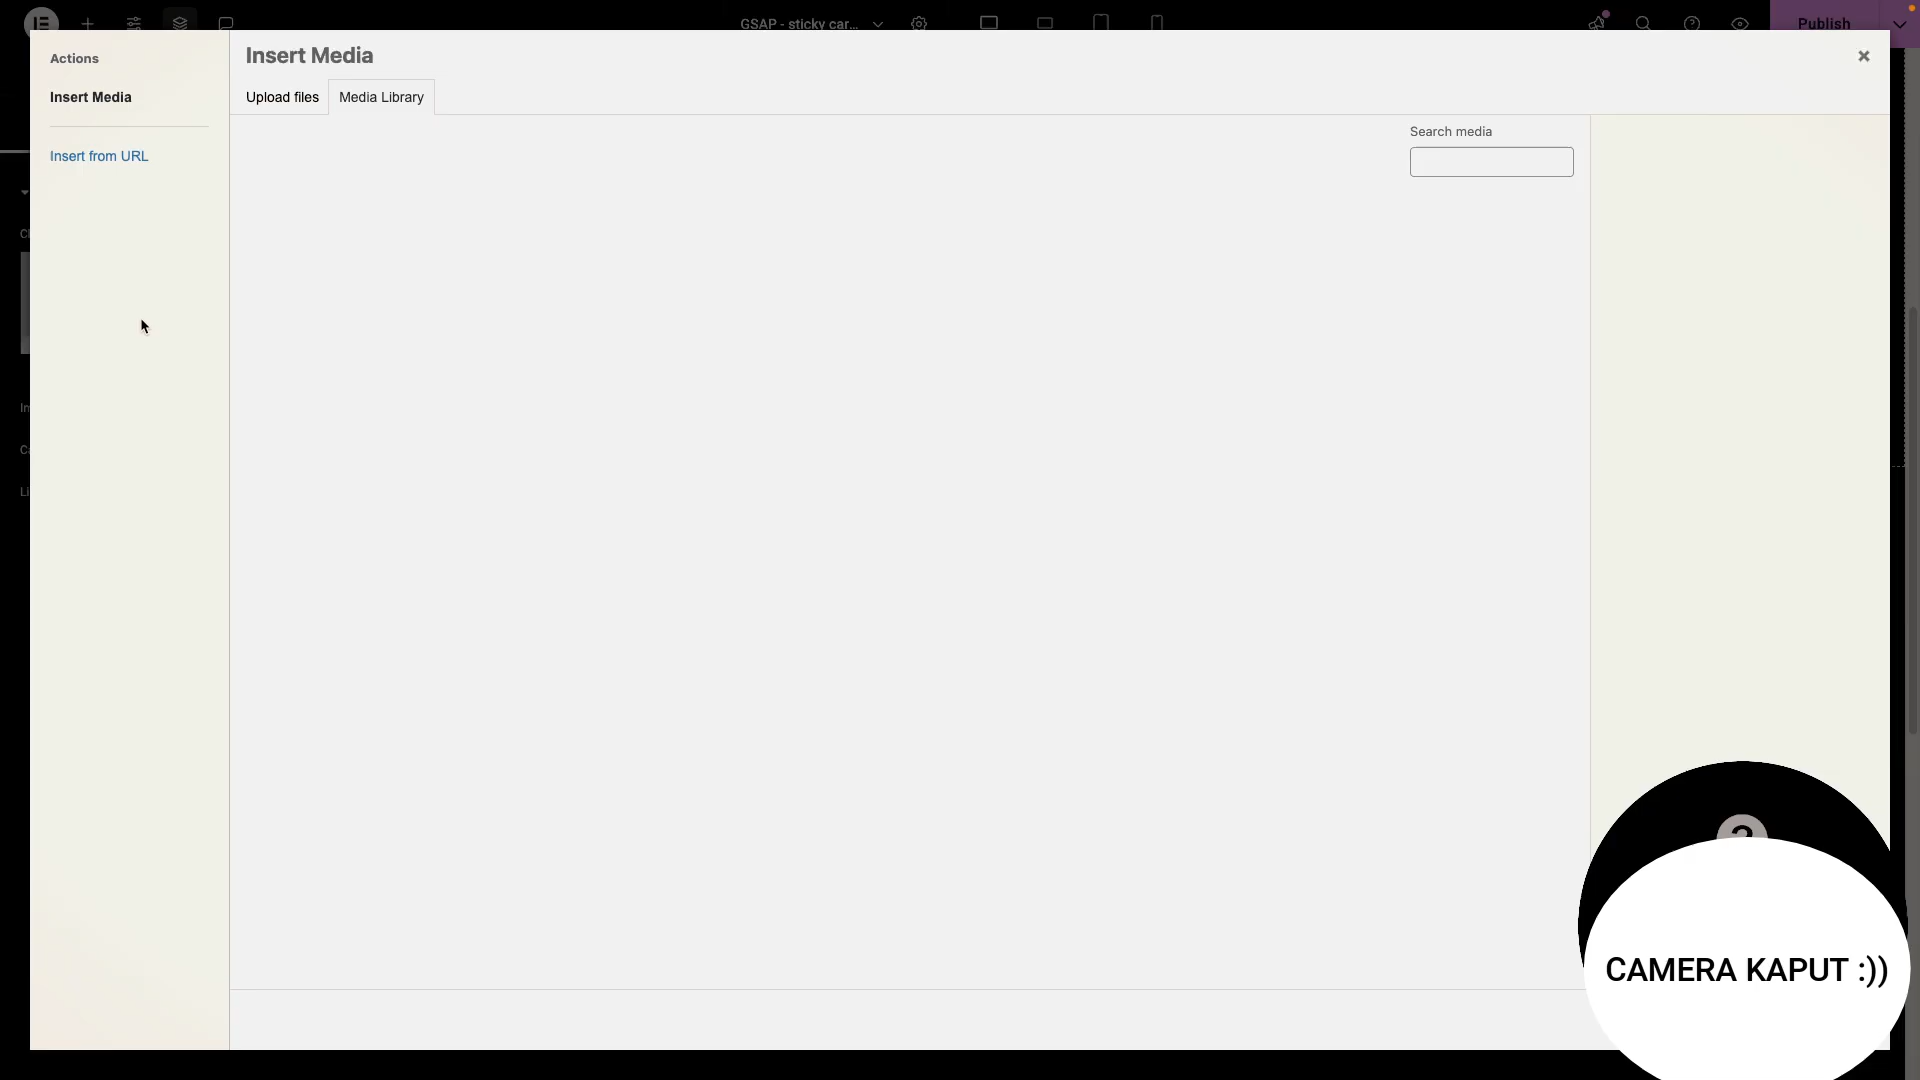 GSAP - sticky car...
Publish
Actions
Insert Media
Insert from URL
Insert Media
Upload files
Media Library
Search media
CAMERA KAPUT :))